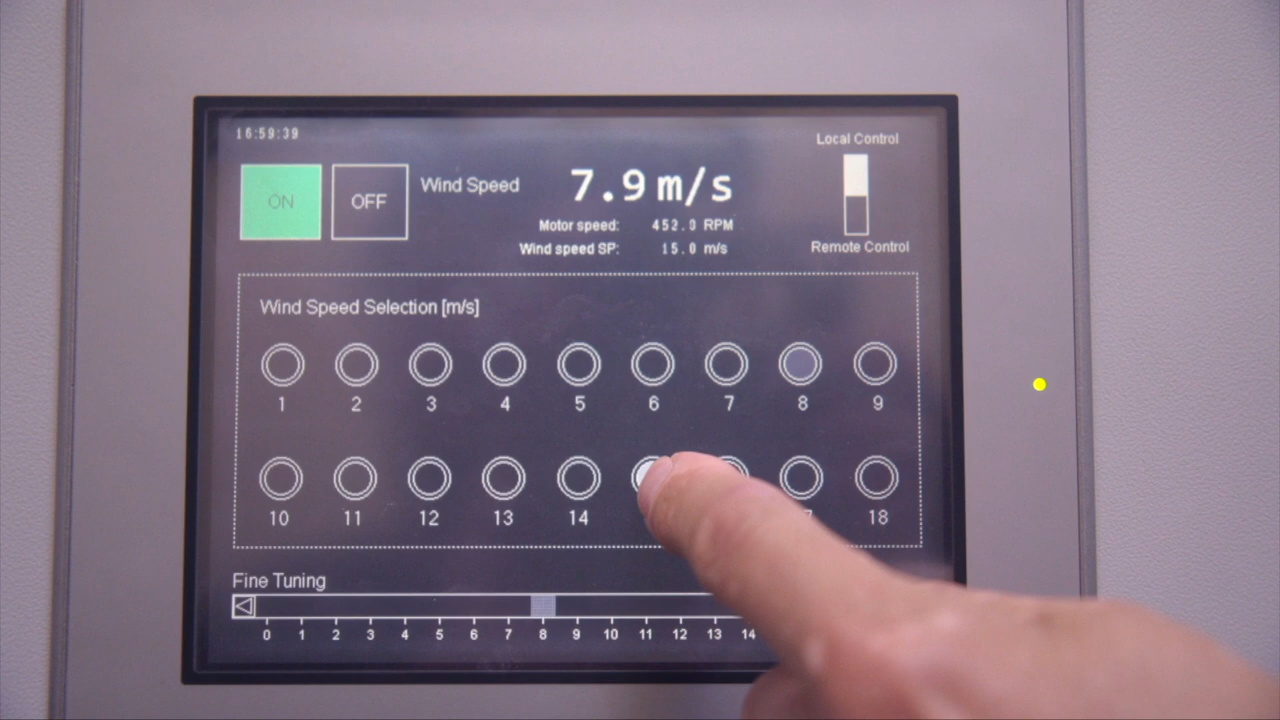 16:59:39
Local Control
ON
OFF
Wind Speed
7.9 m/s
Motor speed: 452.0 RPM
Wind speed SP: 15.0 m/s
Remote Control
Wind Speed Selection [m/s]
1 2 3 4 5 6 7 8 9
10 11 12 13 14 18
Fine Tuning
0 1 2 3 4 5 6 7 8 9 10 11 12 13 14